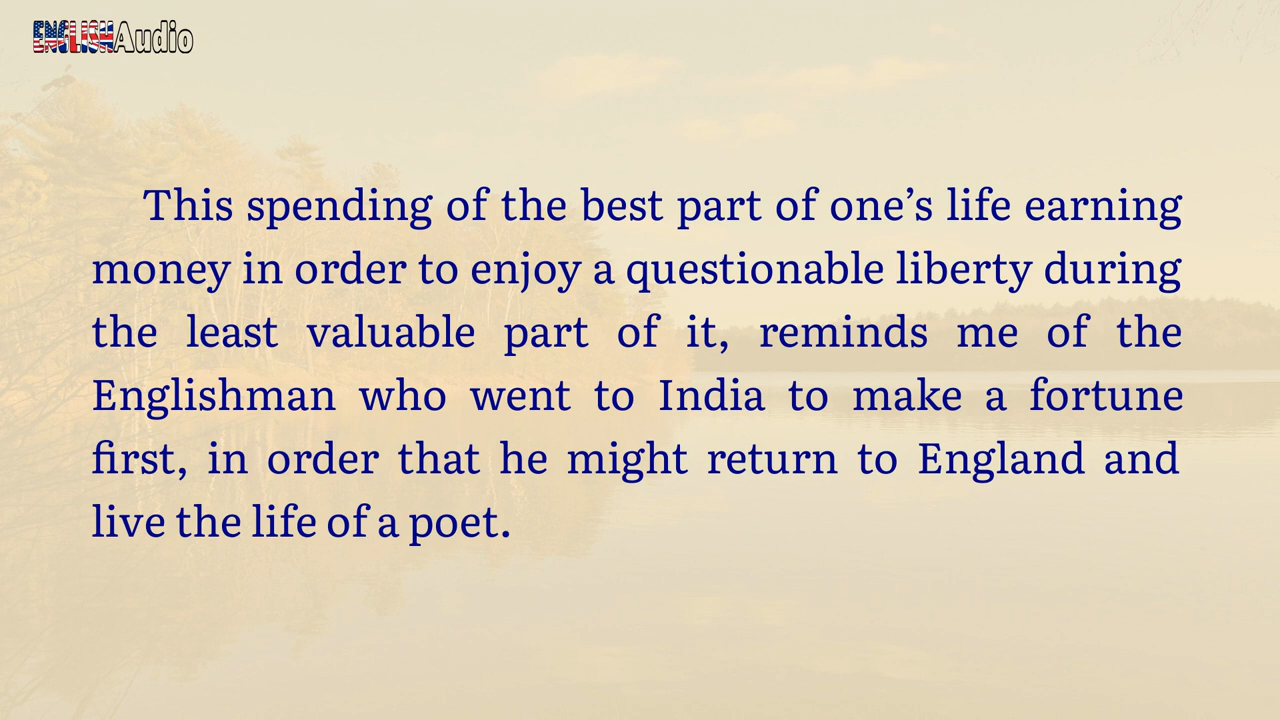 ENGLISHAudio
This spending of the best part of one’s life earning
money in order to enjoy a questionable liberty during
the least valuable part of it, reminds me of the
Englishman who went to India to make a fortune
first, in order that he might return to England and
live the life of a poet.